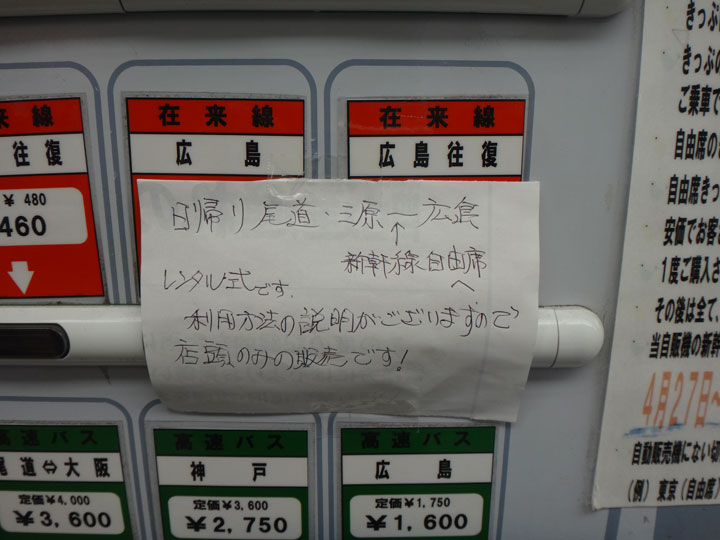 来線
往復
¥ 480
460
在来線
広島
在来線
広島往復
日帰り 尾道・三原 ー 広島
↑
新幹線自由席
へ
レンタル式です.
利用方法の説明がございますので
店頭のみの販売です!
高速バス
尾道⇔大阪
定価¥4,000
¥3,600
高速バス
神戸
定価¥3,600
¥2,750
高速バス
広島
定価¥1,750
¥1,600
きっぷ
きっぷの
ご乗車で
自由席の
自由席きっ
安価でお客
1度ご購入さ
その後は全て、
当自販機の新幹
4月27日
自動販売機にない切
(例) 東京(自由席)